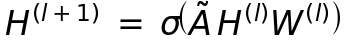 H^{(l + 1)} = σ(Ã H^{(l)} W^{(l)})